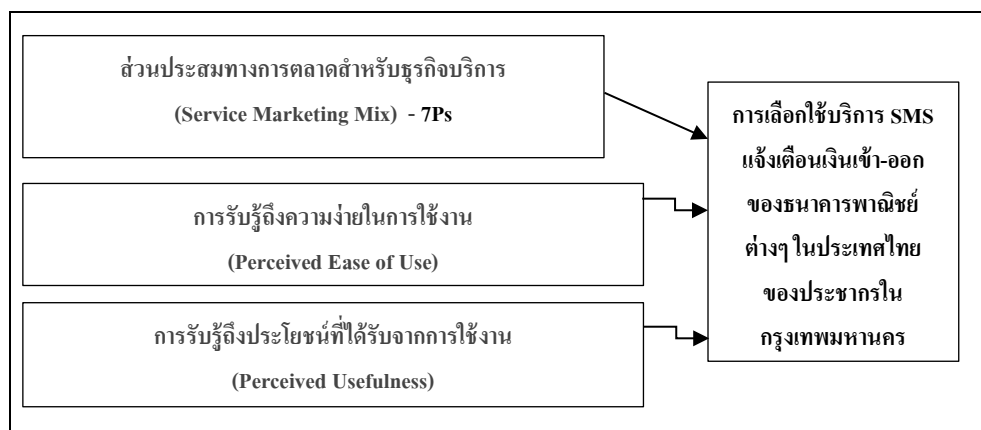 ส่วนประสมทางการตลาดสำหรับธุรกิจบริการ
(Service Marketing Mix) - 7Ps
การรับรู้ถึงความง่ายในการใช้งาน
(Perceived Ease of Use)
การรับรู้ถึงประโยชน์ที่ได้รับจากการใช้งาน
(Perceived Usefulness)
การเลือกใช้บริการ SMS
แจ้งเตือนเงินเข้า-ออก
ของธนาคารพาณิชย์
ต่างๆ ในประเทศไทย
ของประชากรใน
กรุงเทพมหานคร